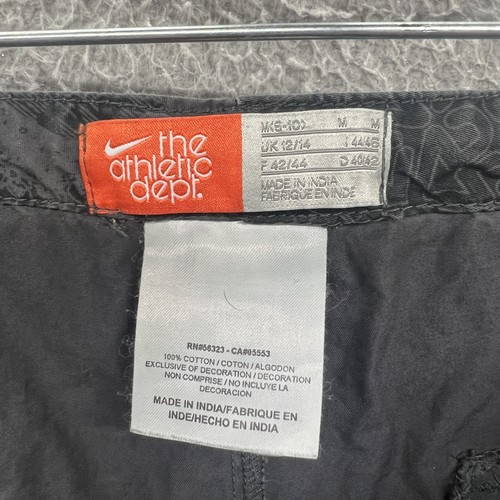 the
athletic
dept.
M(8-10) M M
UK 12/14 I 44/46
F 42/44 D 40/42
MADE IN INDIA
FABRIQUE EN INDE
RN#56323 - CA#05553
100% COTTON / COTON / ALGODON
EXCLUSIVE OF DECORATION / DECORATION
NON COMPRISE / NO INCLUYE LA
DECORACION
MADE IN INDIA/FABRIQUE EN
INDE/HECHO EN INDIA